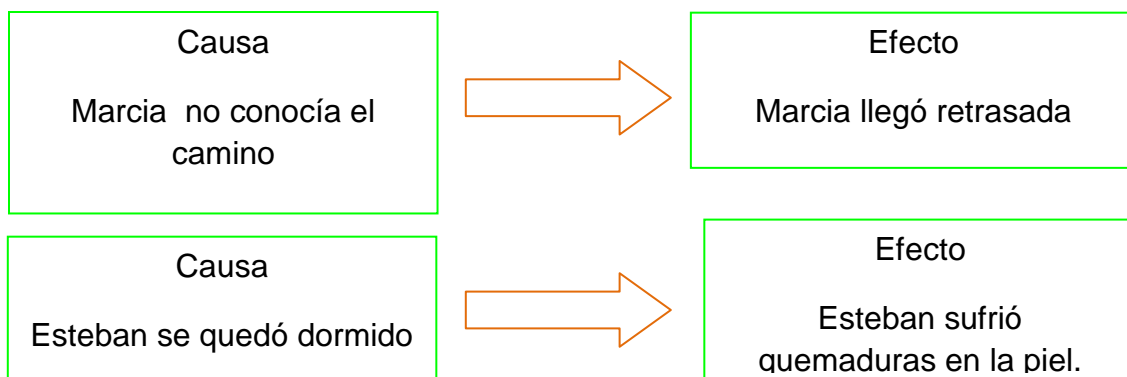 Causa
Marcia  no conocía el
camino
Efecto
Marcia llegó retrasada
Causa
Esteban se quedó dormido
Efecto
Esteban sufrió
quemaduras en la piel.